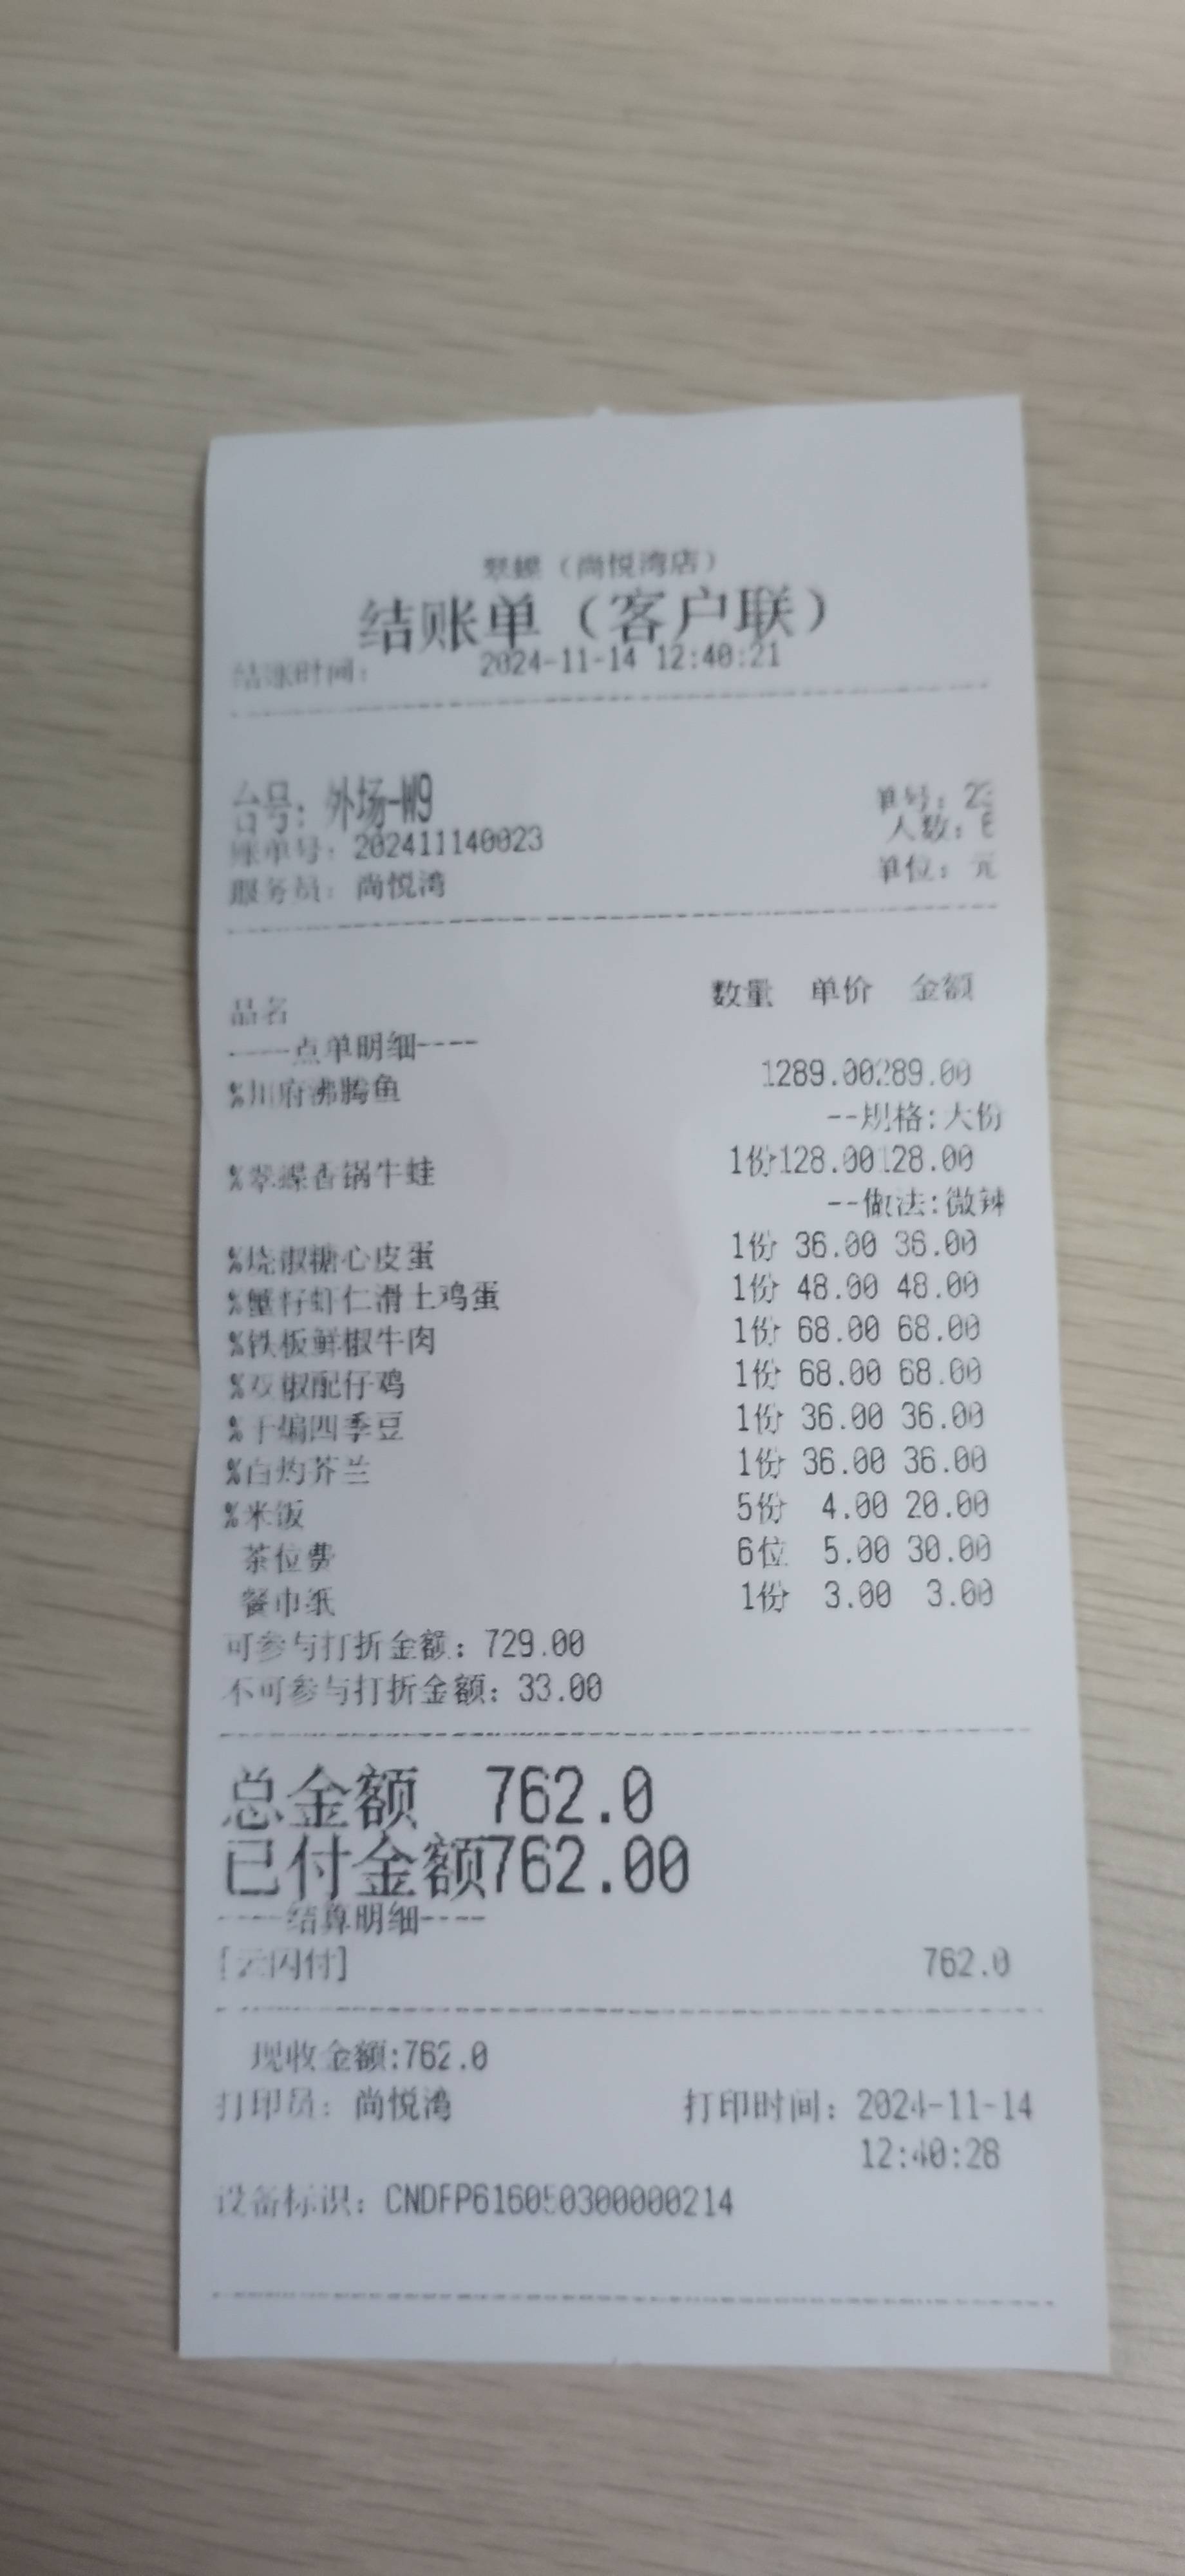 翠蝶（尚悦湾店）
结账单（客户联）
结账时间： 2024-11-14 12:40:21
台号：外场-W9 单号：23
账单号：202411140023 人数：
服务员：尚悦湾 单位：元
品名 数量 单价 金额
----点单明细----
%川府沸腾鱼 1289.00289.00
--规格:大份
%翠蝶香锅牛蛙 1份128.00128.00
--做法:微辣
%烧椒糖心皮蛋 1份 36.00 36.00
%蟹籽虾仁滑土鸡蛋 1份 48.00 48.00
%铁板鲜椒牛肉 1份 68.00 68.00
%双椒配仔鸡 1份 68.00 68.00
%干煸四季豆 1份 36.00 36.00
%白灼芥兰 1份 36.00 36.00
%米饭 5份 4.00 20.00
茶位费 6位 5.00 30.00
餐巾纸 1份 3.00 3.00
可参与打折金额：729.00
不可参与打折金额：33.00
总金额 762.0
已付金额762.00
----结算明细----
[云闪付] 762.0
现收金额:762.0
打印员：尚悦湾 打印时间：2024-11-14
12:40:28
设备标识：CNDFP616050300000214